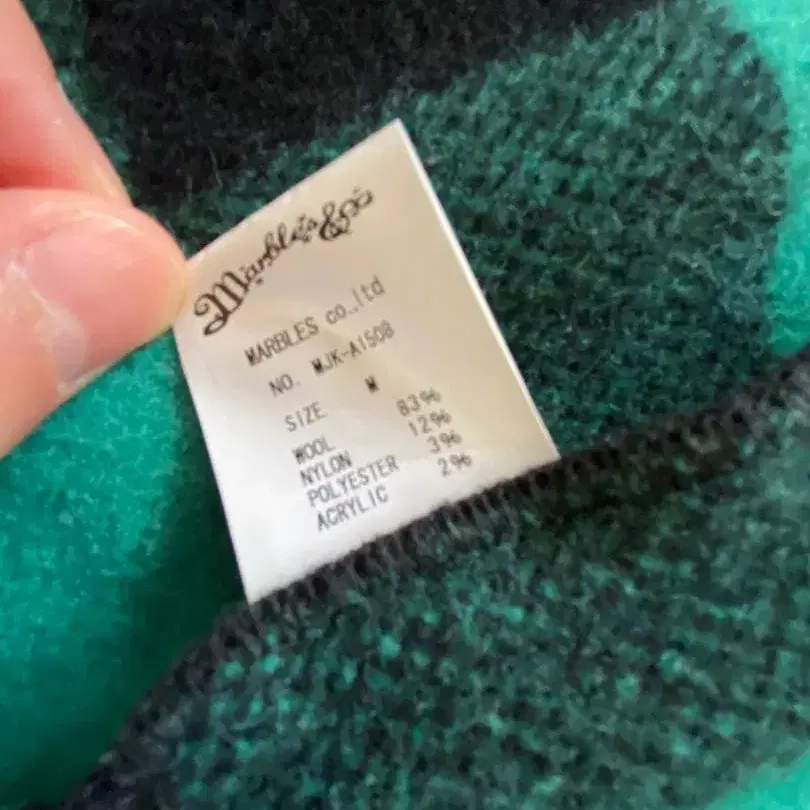 Marbles&Co
MARBLES co.,ltd
NO. MJK-A1508
SIZE M
WOOL 83%
NYLON 12%
POLYESTER 3%
ACRYLIC 2%